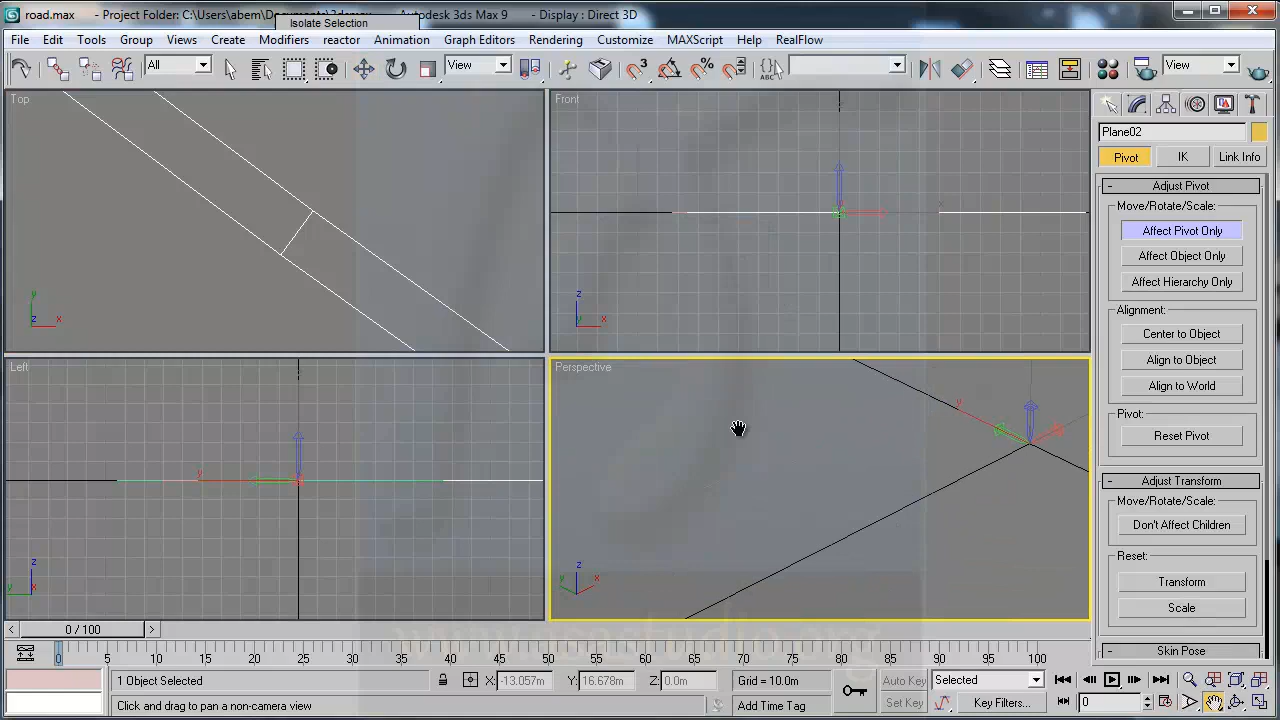 road.max - Project Folder: C:\Users\abem\Documents\3dsmax - Autodesk 3ds Max 9 - Display : Direct 3D
Isolate Selection
File Edit Tools Group Views Create Modifiers reactor Animation Graph Editors Rendering Customize MAXScript Help RealFlow
All View 3 % ABC View
Top
Front
y
z x
z
y x
x
Left
Perspective
y
z
y x
y
z
y x
Plane02
Pivot IK Link Info
- Adjust Pivot
Move/Rotate/Scale:
Affect Pivot Only
Affect Object Only
Affect Hierarchy Only
Alignment:
Center to Object
Align to Object
Align to World
Pivot:
Reset Pivot
- Adjust Transform
Move/Rotate/Scale:
Don't Affect Children
Reset:
Transform
Scale
- Skin Pose
< 0 / 100 >
0 5 10 15 20 25 30 35 40 45 50 55 60 65 70 75 80 85 90 95 100
1 Object Selected X: -13.057m Y: 16.678m Z: 0.0m Grid = 10.0m Auto Key Selected
Click and drag to pan a non-camera view Add Time Tag Set Key Key Filters... 0